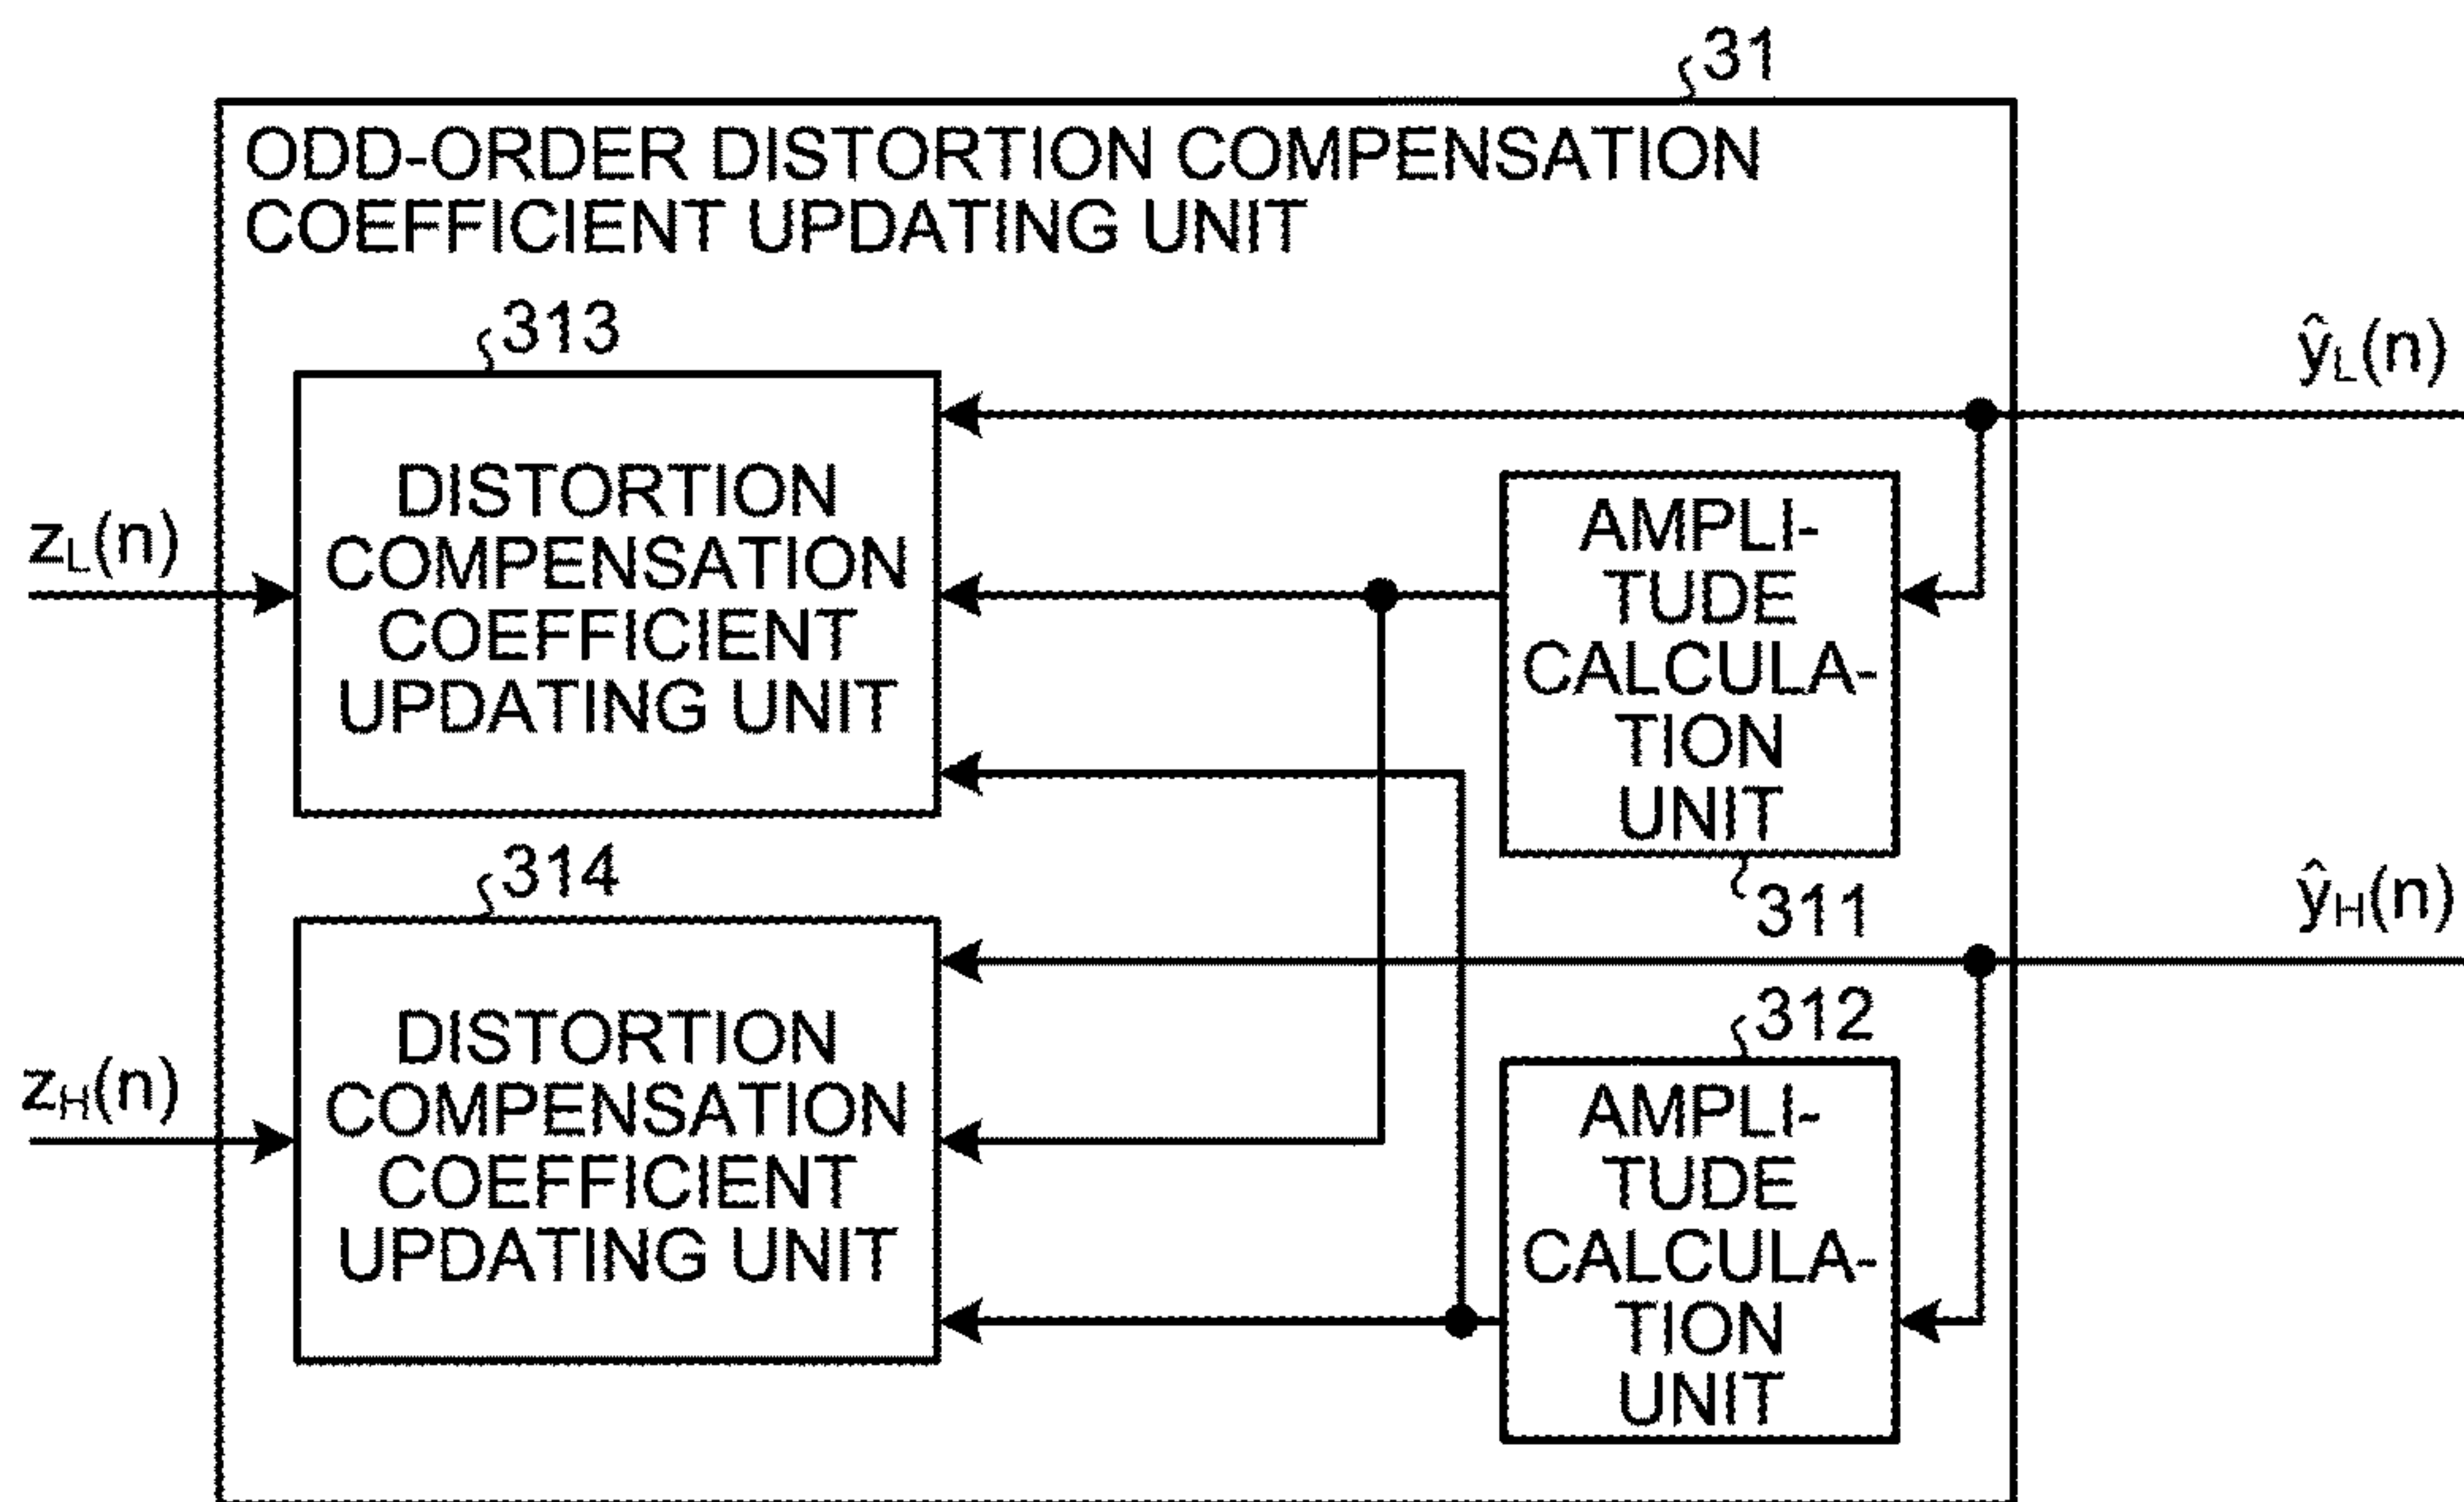 31
ODD-ORDER DISTORTION COMPENSATION
COEFFICIENT UPDATING UNIT
313
ŷL(n)
zL(n)
DISTORTION
COMPENSATION
COEFFICIENT
UPDATING UNIT
AMPLI-
TUDE
CALCULA-
TION
UNIT
311
314
ŷH(n)
zH(n)
DISTORTION
COMPENSATION
COEFFICIENT
UPDATING UNIT
312
AMPLI-
TUDE
CALCULA-
TION
UNIT